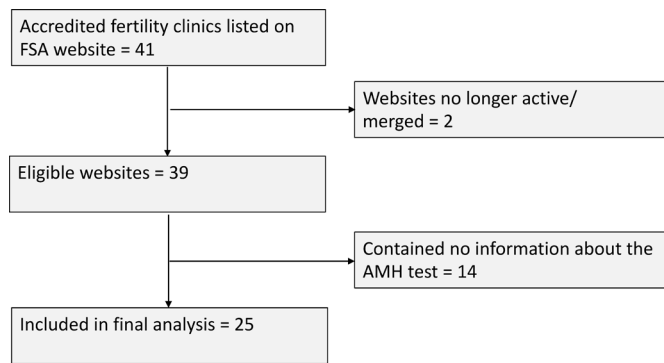 Accredited fertility clinics listed on
FSA website = 41
Websites no longer active/
merged = 2
Eligible websites = 39
Contained no information about the
AMH test = 14
Included in final analysis = 25